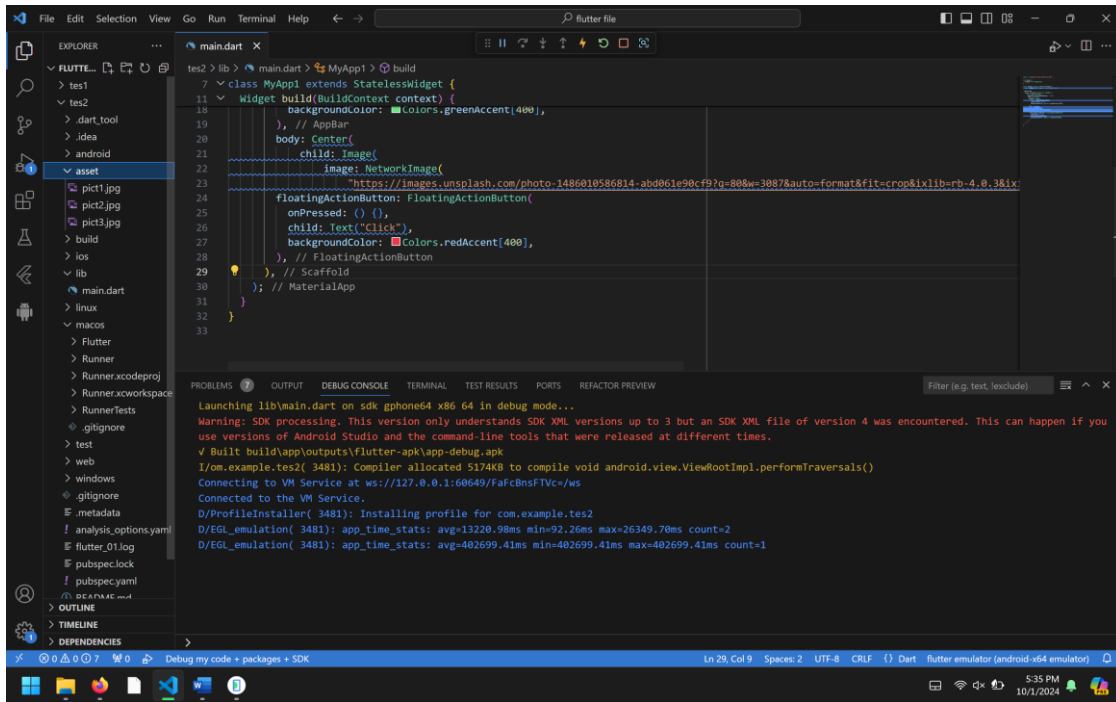 File Edit Selection View Go Run Terminal Help flutter file
EXPLORER
main.dart
FLUTTE...
tes2 > lib > main.dart > MyApp1 > build
tes1
tes2
.dart_tool
.idea
android
asset
pict1.jpg
pict2.jpg
pict3.jpg
build
ios
lib
main.dart
linux
macos
Flutter
Runner
Runner.xcodeproj
Runner.xcworkspace
RunnerTests
.gitignore
test
web
windows
.gitignore
.metadata
analysis_options.yaml
flutter_01.log
pubspec.lock
pubspec.yaml
README.md
OUTLINE
TIMELINE
DEPENDENCIES
7 class MyApp1 extends StatelessWidget {
11 Widget build(BuildContext context) {
18 backgroundColor: Colors.greenAccent[400],
19 ), // AppBar
20 body: Center(
21 child: Image(
22 image: NetworkImage(
23 "https://images.unsplash.com/photo-1486010586814-abd061e90cf9?q=80&w=3087&auto=format&fit=crop&ixlib=rb-4.0.3&ix
24 floatingActionButton: FloatingActionButton(
25 onPressed: () {},
26 child: Text("Click"),
27 backgroundColor: Colors.redAccent[400],
28 ), // FloatingActionButton
29 ), // Scaffold
30 ); // MaterialApp
31 }
32 }
33
PROBLEMS 7 OUTPUT DEBUG CONSOLE TERMINAL TEST RESULTS PORTS REFACTOR PREVIEW Filter (e.g. text, !exclude)
Launching lib\main.dart on sdk gphone64 x86 64 in debug mode...
Warning: SDK processing. This version only understands SDK XML versions up to 3 but an SDK XML file of version 4 was encountered. This can happen if you
use versions of Android Studio and the command-line tools that were released at different times.
√ Built build\app\outputs\flutter-apk\app-debug.apk
I/om.example.tes2( 3481): Compiler allocated 5174KB to compile void android.view.ViewRootImpl.performTraversals()
Connecting to VM Service at ws://127.0.0.1:60649/FaFcBnsFTVc=/ws
Connected to the VM Service.
D/ProfileInstaller( 3481): Installing profile for com.example.tes2
D/EGL_emulation( 3481): app_time_stats: avg=13220.98ms min=92.26ms max=26349.70ms count=2
D/EGL_emulation( 3481): app_time_stats: avg=402699.41ms min=402699.41ms max=402699.41ms count=1
0 0 7 0 Debug my code + packages + SDK Ln 29, Col 9 Spaces: 2 UTF-8 CRLF {} Dart flutter emulator (android-x64 emulator)
5:35 PM
10/1/2024